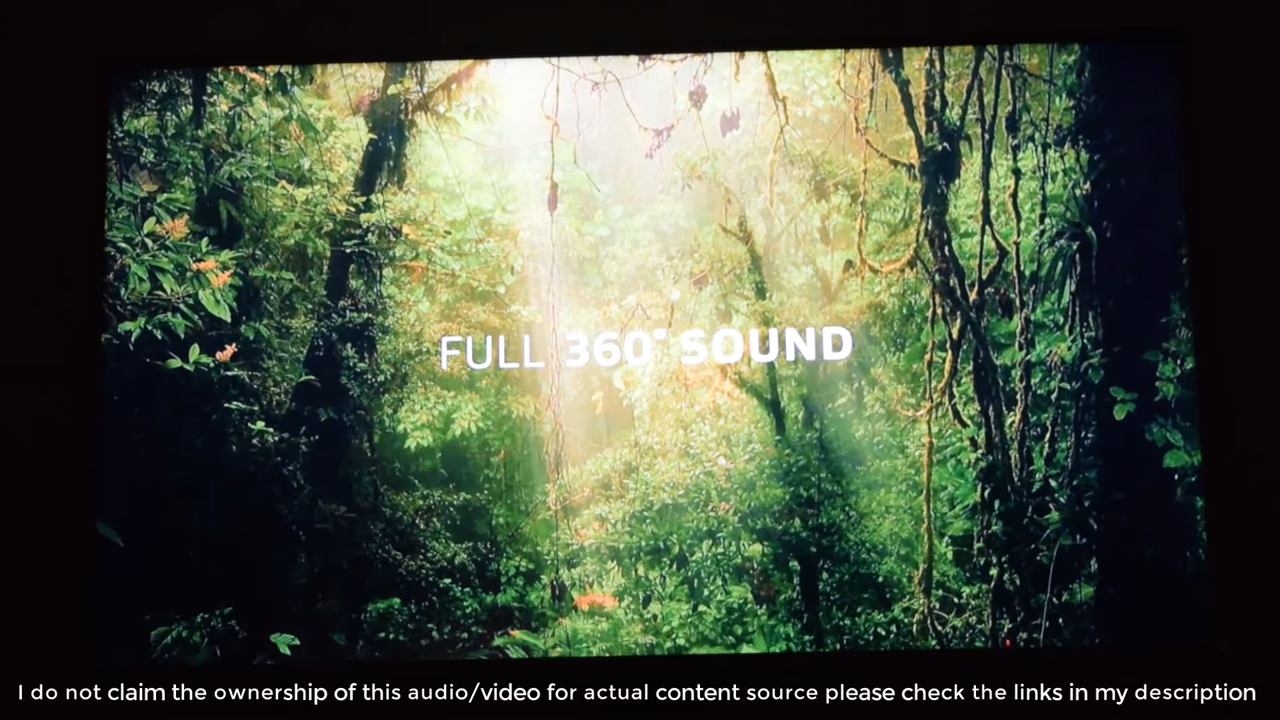 FULL 360° SOUND
I do not claim the ownership of this audio/video for actual content source please check the links in my description